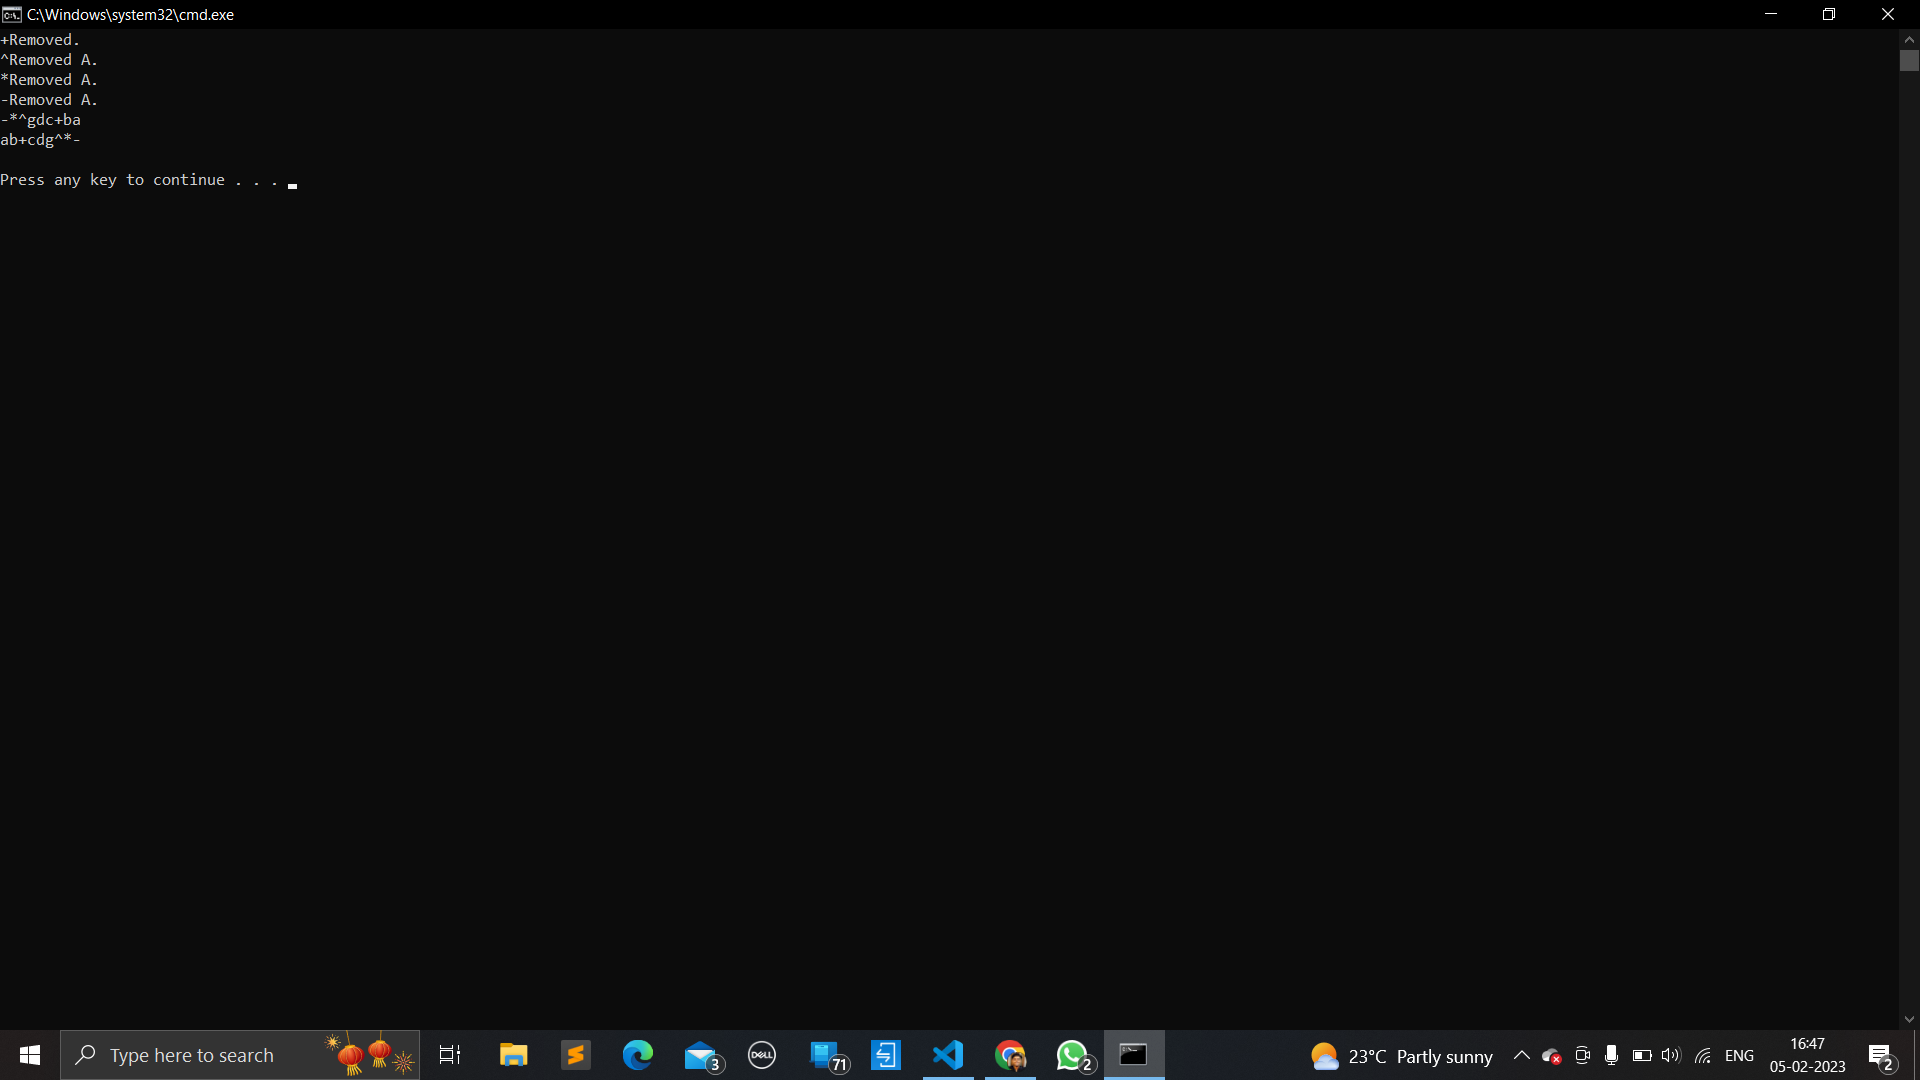 C:\Windows\system32\cmd.exe
+Removed.
^Removed A.
*Removed A.
-Removed A.
-*^gdc+ba
ab+cdg^*-
Press any key to continue . . .
Type here to search
3
DELL
71
2
23°C Partly sunny
ENG
16:47
05-02-2023
2